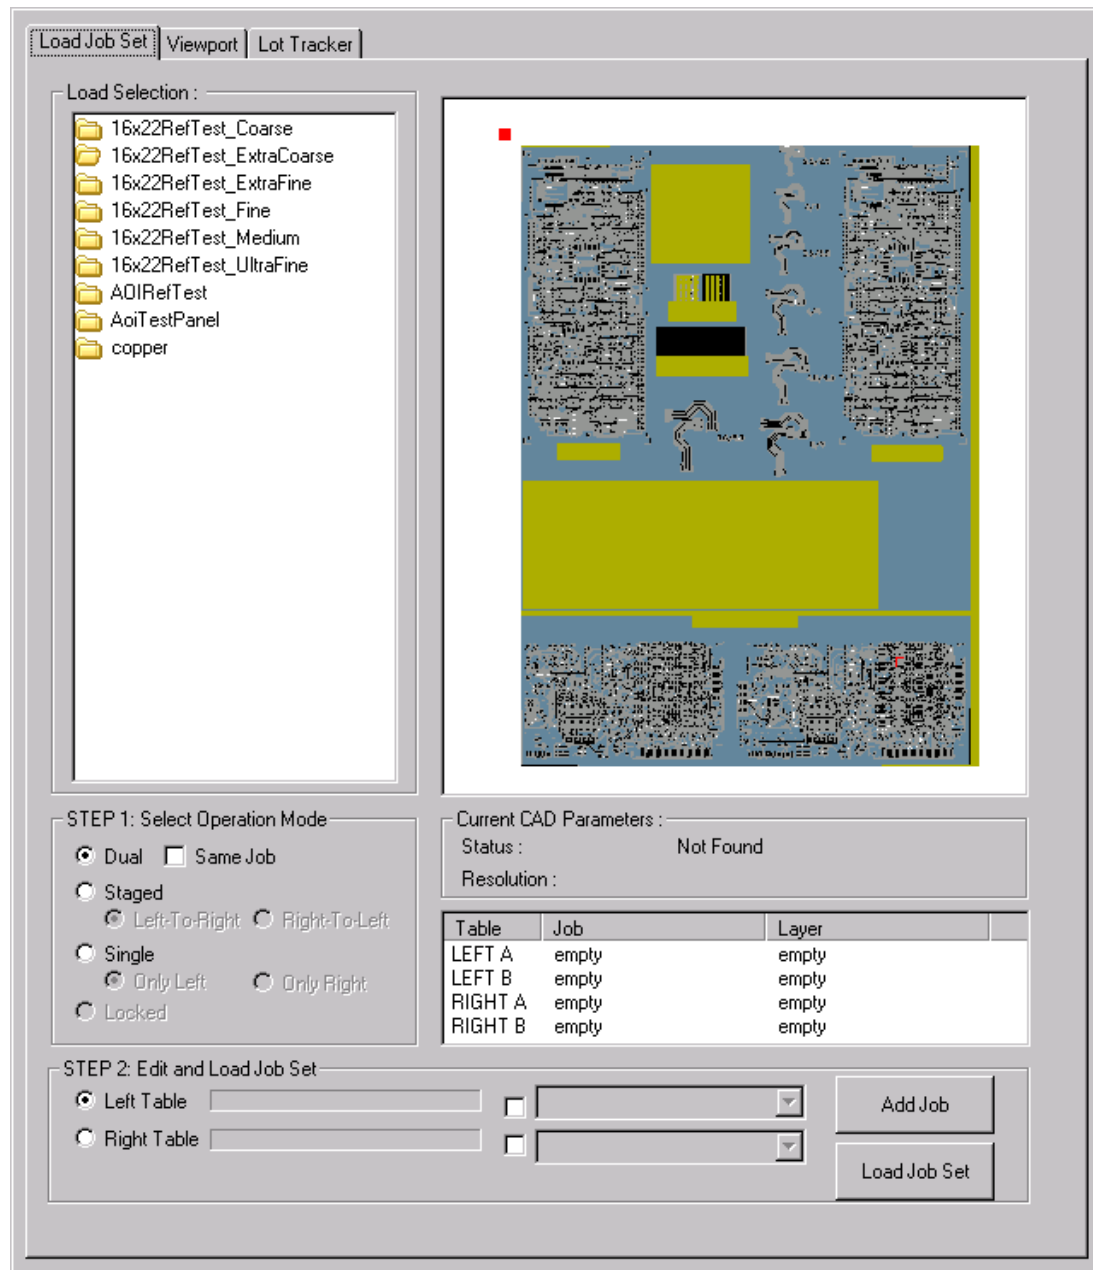 Load Job Set Viewport Lot Tracker
Load Selection :
16x22RefTest_Coarse
16x22RefTest_ExtraCoarse
16x22RefTest_ExtraFine
16x22RefTest_Fine
16x22RefTest_Medium
16x22RefTest_UltraFine
AOIRefTest
AoiTestPanel
copper
STEP 1: Select Operation Mode
Dual Same Job
Staged
Left-To-Right Right-To-Left
Single
Only Left Only Right
Locked
Current CAD Parameters :
Status : Not Found
Resolution :
Table Job Layer
LEFT A empty empty
LEFT B empty empty
RIGHT A empty empty
RIGHT B empty empty
STEP 2: Edit and Load Job Set
Left Table
Right Table
Add Job
Load Job Set